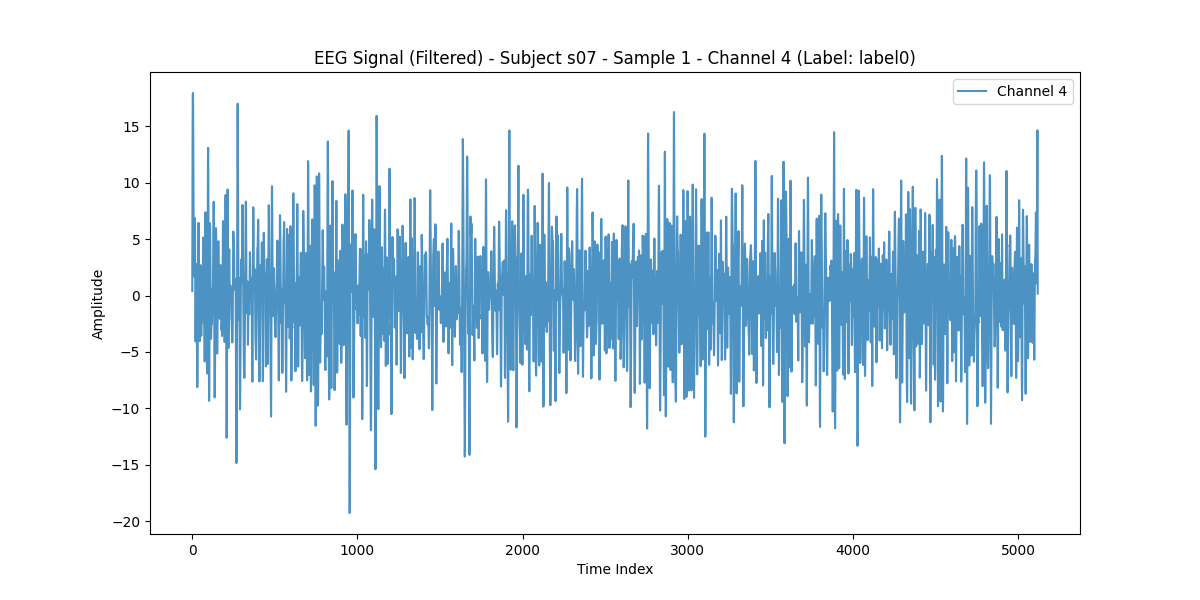 EEG Signal (Filtered) - Subject s07 - Sample 1 - Channel 4 (Label: label0)
Channel 4
15
10
5
0
−5
−10
−15
−20
Amplitude
0 1000 2000 3000 4000 5000
Time Index